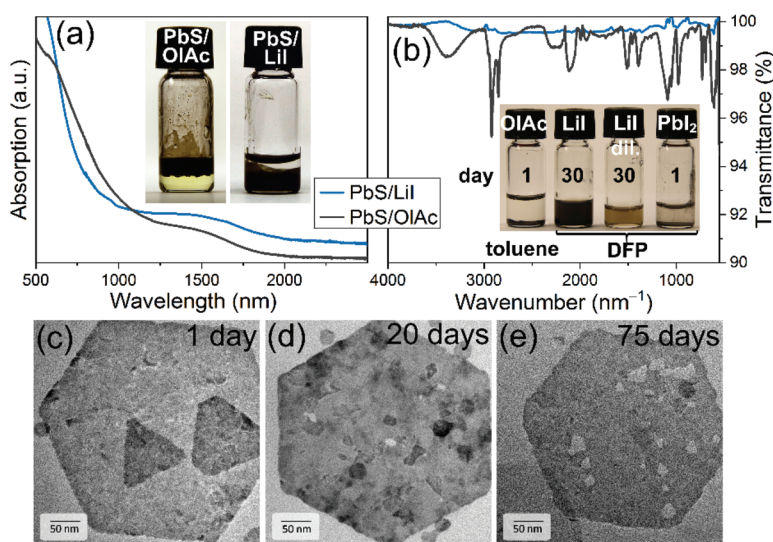 (a)
PbS/ OlAc
PbS/ LiI
Absorption (a.u.)
500 1000 1500 2000
Wavelength (nm)
PbS/LiI
PbS/OlAc
(b)
OlAc LiI LiI dil. PbI₂
day 1 30 30 1
toluene DFP
100
98
96
94
92
90
Transmittance (%)
4000 3000 2000 1000
Wavenumber (nm⁻¹)
(c) 1 day
50 nm
(d) 20 days
50 nm
(e) 75 days
50 nm